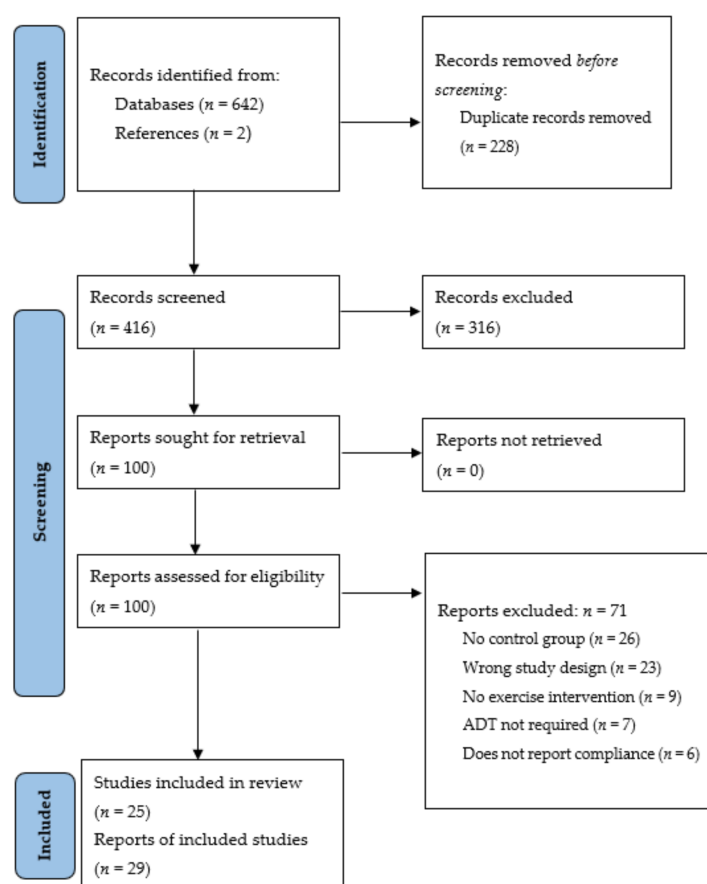 Identification
Records identified from:
Databases (n = 642)
References (n = 2)
Records removed before
screening:
Duplicate records removed
(n = 228)
Screening
Records screened
(n = 416)
Records excluded
(n = 316)
Reports sought for retrieval
(n = 100)
Reports not retrieved
(n = 0)
Reports assessed for eligibility
(n = 100)
Reports excluded: n = 71
No control group (n = 26)
Wrong study design (n = 23)
No exercise intervention (n = 9)
ADT not required (n = 7)
Does not report compliance (n = 6)
Included
Studies included in review
(n = 25)
Reports of included studies
(n = 29)